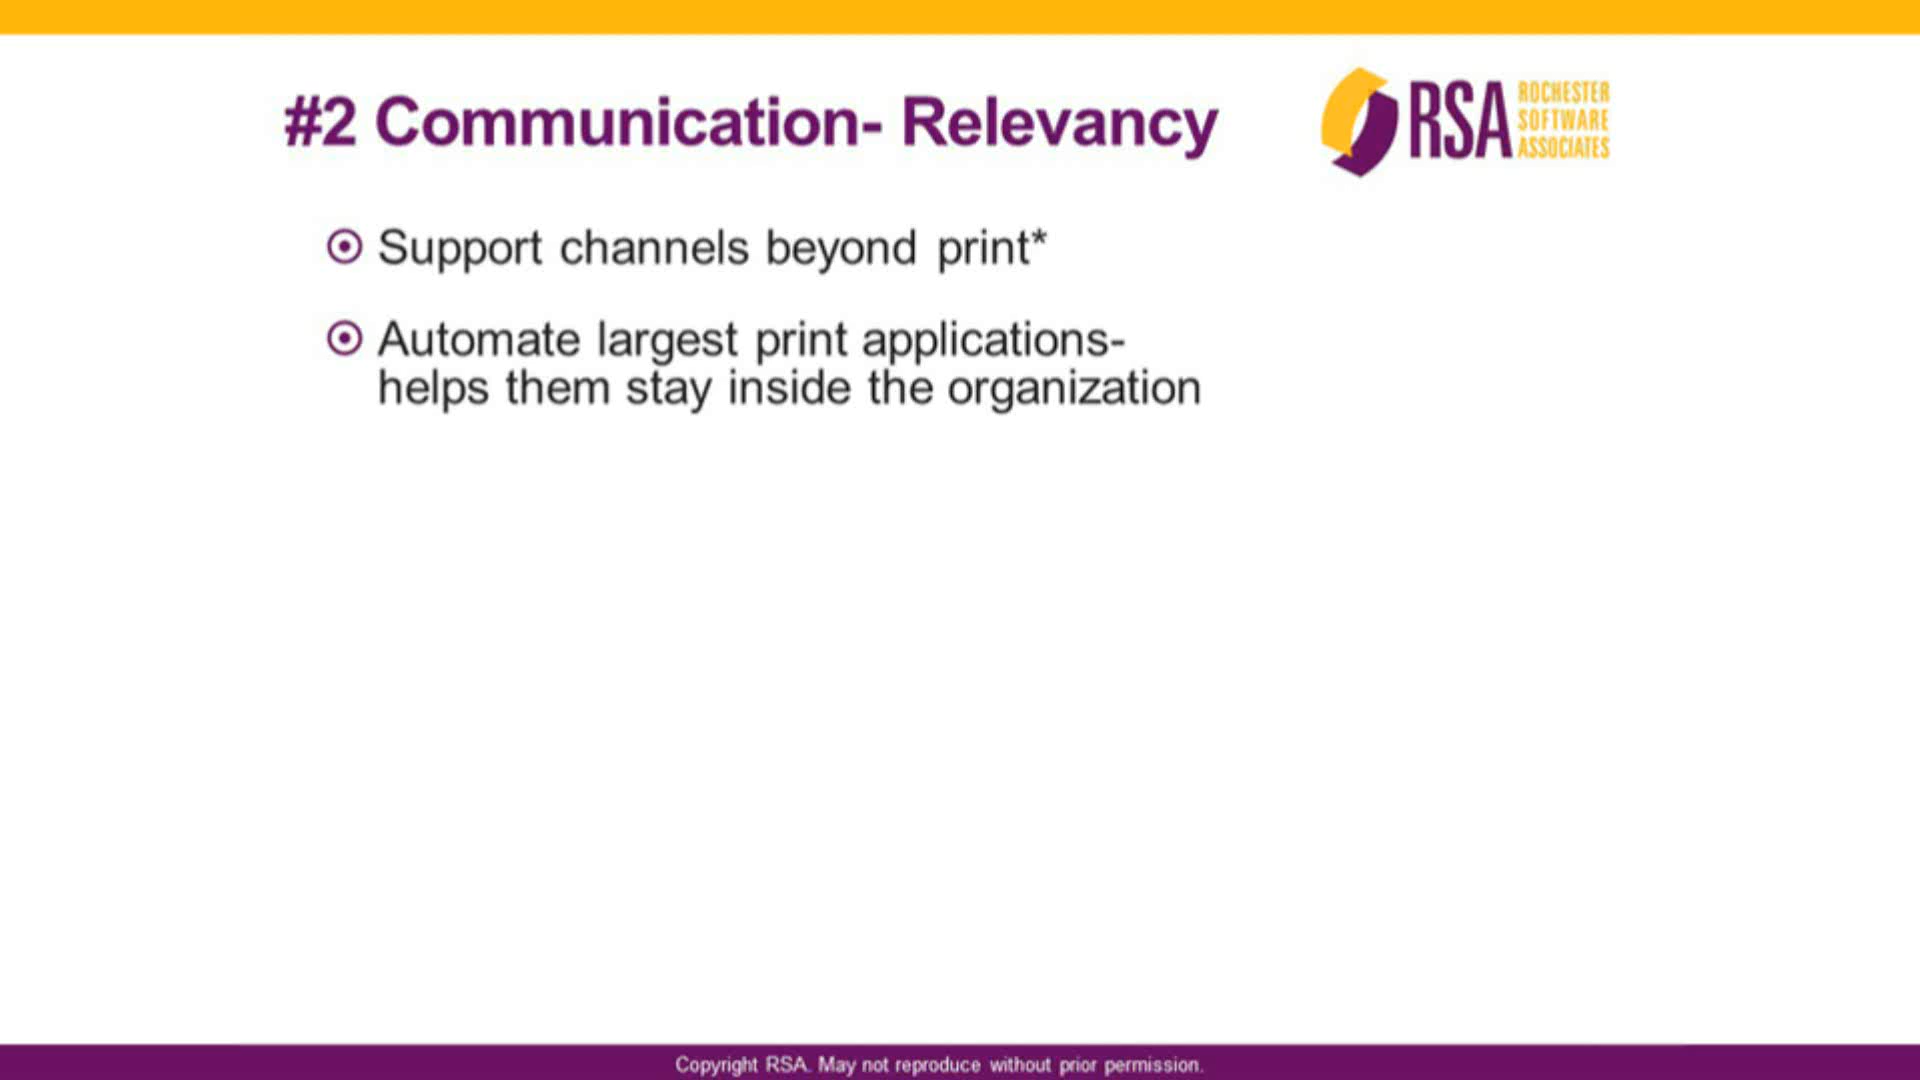 #2 Communication- Relevancy
RSA
ROCHESTER
SOFTWARE
ASSOCIATES
Support channels beyond print*
Automate largest print applications-
helps them stay inside the organization
Copyright RSA. May not reproduce without prior permission.